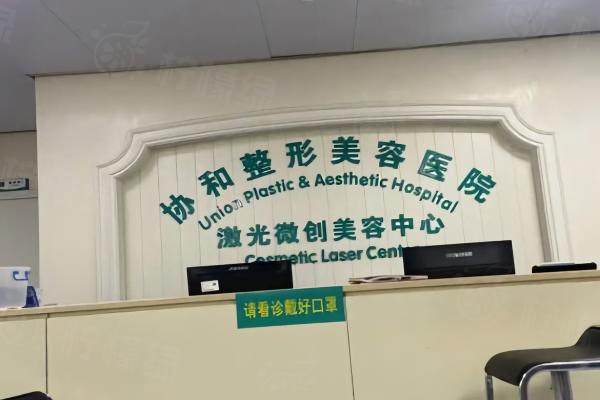 协和整形美容医院
Union Plastic & Aesthetic Hospital
激光微创美容中心
Cosmetic Laser
请看诊戴好口罩